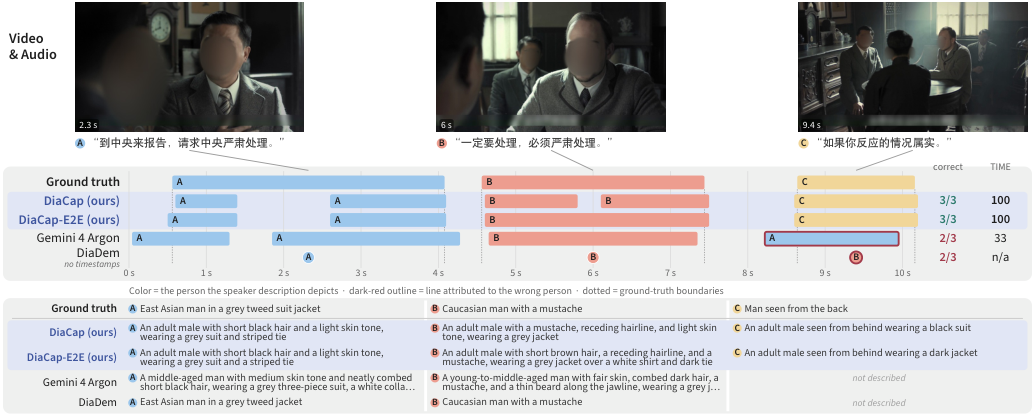 Video
& Audio
2.3 s
6 s
9.4 s
A "到中央来报告，请求中央严肃处理。"
B "一定要处理，必须严肃处理。"
C "如果你反应的情况属实。"
correct TIME
Ground truth A B C
DiaCap (ours) A A B B C 3/3 100
DiaCap-E2E (ours) A A B C 3/3 100
Gemini 4 Argon A A B A 2/3 33
DiaDem A B B 2/3 n/a
no timestamps
0 s 1 s 2 s 3 s 4 s 5 s 6 s 7 s 8 s 9 s 10 s
Color = the person the speaker description depicts · dark-red outline = line attributed to the wrong person · dotted = ground-truth boundaries
Ground truth A East Asian man in a grey tweed suit jacket B Caucasian man with a mustache C Man seen from the back
DiaCap (ours) A An adult male with short black hair and a light skin tone, wearing a grey suit and striped tie B An adult male with a mustache, receding hairline, and light skin tone, wearing a grey suit and striped tie C An adult male seen from behind wearing a black suit
DiaCap-E2E (ours) A An adult male with short black hair and a light skin tone, wearing a grey suit and striped tie B An adult male with short brown hair, a receding hairline, and a mustache, wearing a grey jacket over a white shirt and dark tie C An adult male seen from behind wearing a dark jacket
Gemini 4 Argon A A middle-aged man with medium skin tone and neatly combed short black hair, wearing a grey three-piece suit, a white colla… B A young-to-middle-aged man with fair skin, combed dark hair, a mustache, and a thin beard along the jawline, wearing a grey j… not described
DiaDem A East Asian man in a grey tweed jacket B Caucasian man with a mustache not described